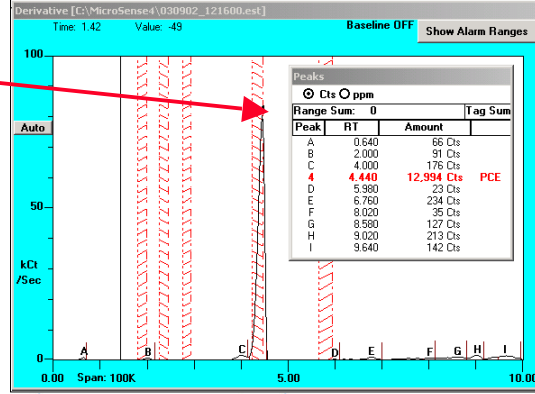 Derivative [C:\MicroSense4\030902_121600.est]
Time: 1.42 Value: -49 Baseline OFF Show Alarm Ranges
100
Auto
50
kCt
/Sec
0
A B C D E F G H I
0.00 Span: 100K 5.00 10.00
Peaks
Cts ppm
Range Sum: 0 Tag Sum
Peak RT Amount
A 0.640 66 Cts
B 2.000 91 Cts
C 4.000 176 Cts
4 4.440 12,994 Cts PCE
D 5.980 23 Cts
E 6.760 234 Cts
F 8.020 35 Cts
G 8.580 127 Cts
H 9.020 213 Cts
I 9.640 142 Cts